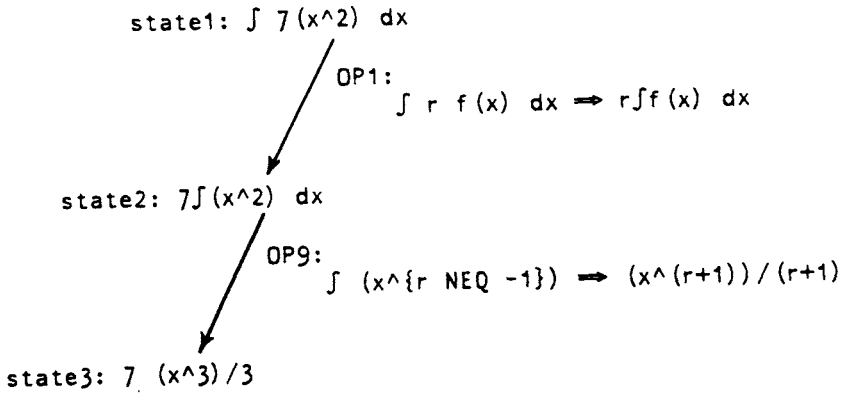 state1: ∫ 7(x^2) dx
OP1:
∫ r f(x) dx ⇒ r∫f(x) dx
state2: 7∫(x^2) dx
OP9:
∫ (x^{r NEQ -1}) ⇒ (x^(r+1))/(r+1)
state3: 7 (x^3)/3